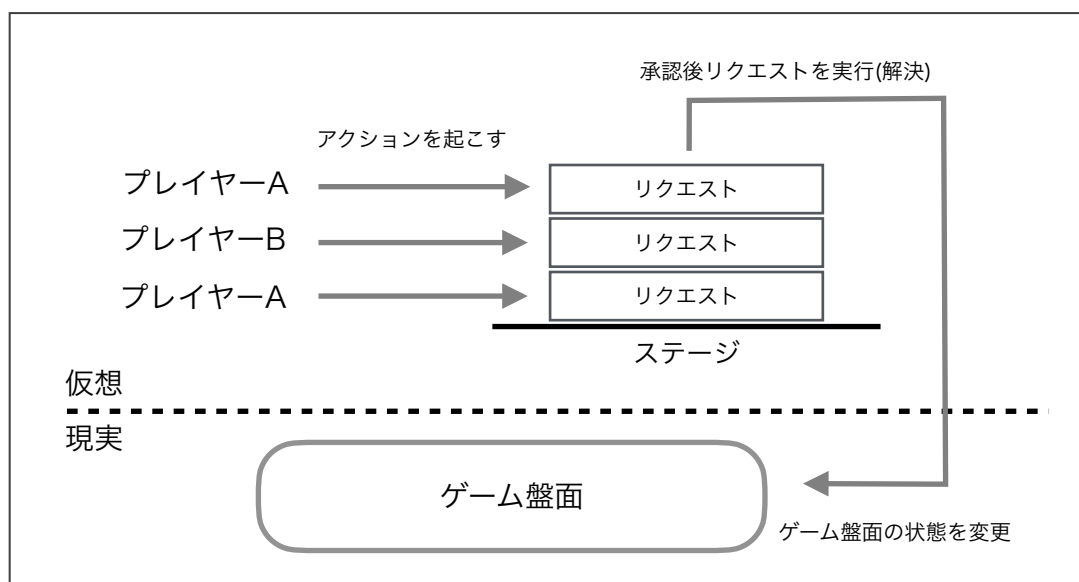 承認後リクエストを実行(解決)
アクションを起こす
プレイヤーA
リクエスト
プレイヤーB
リクエスト
プレイヤーA
リクエスト
ステージ
仮想
現実
ゲーム盤面
ゲーム盤面の状態を変更